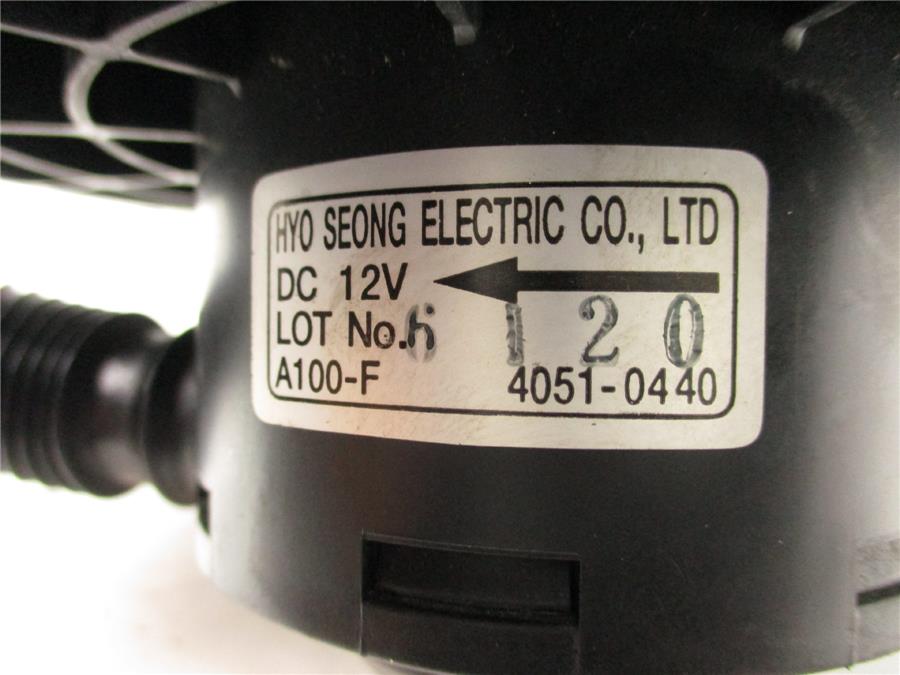 HYO SEONG ELECTRIC CO., LTD
DC 12V
LOT No. 6 1 2 0
A100-F 4051-0440